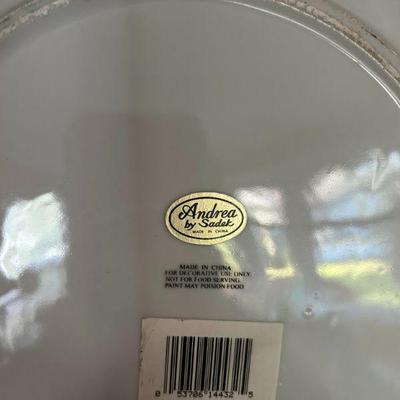 Andrea
by Sadek
MADE IN CHINA
MADE IN CHINA
FOR DECORATIVE USE ONLY
NOT FOR FOOD SERVING.
PAINT MAY POISION FOOD
0 53706 14432 5